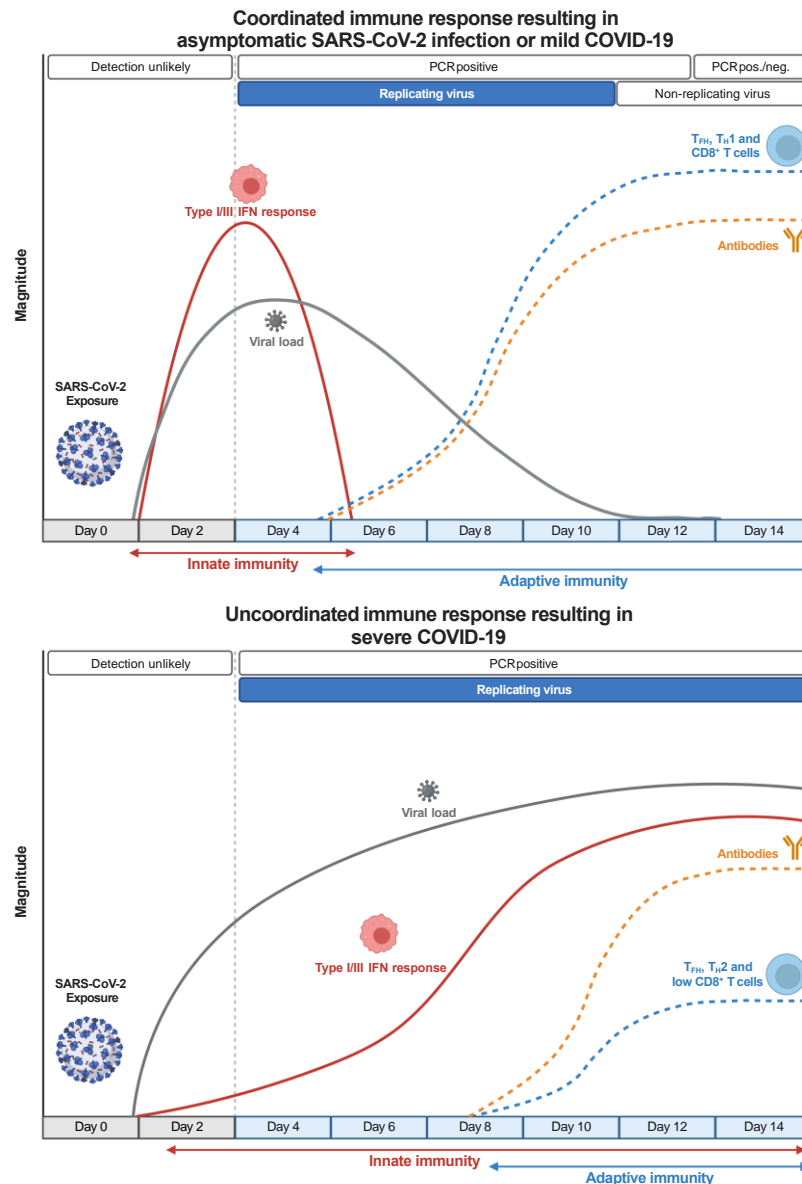 Coordinated immune response resulting in
asymptomatic SARS-CoV-2 infection or mild COVID-19
Detection unlikely
PCR positive
PCR pos./neg.
Replicating virus
Non-replicating virus
T_FH, T_H1 and
CD8⁺ T cells
Type I/III IFN response
Antibodies
Magnitude
Viral load
SARS-CoV-2
Exposure
Day 0
Day 2
Day 4
Day 6
Day 8
Day 10
Day 12
Day 14
Innate immunity
Adaptive immunity
Uncoordinated immune response resulting in
severe COVID-19
Detection unlikely
PCR positive
Replicating virus
Viral load
Antibodies
Magnitude
Type I/III IFN response
T_FH, T_H2 and
low CD8⁺ T cells
SARS-CoV-2
Exposure
Day 0
Day 2
Day 4
Day 6
Day 8
Day 10
Day 12
Day 14
Innate immunity
Adaptive immunity